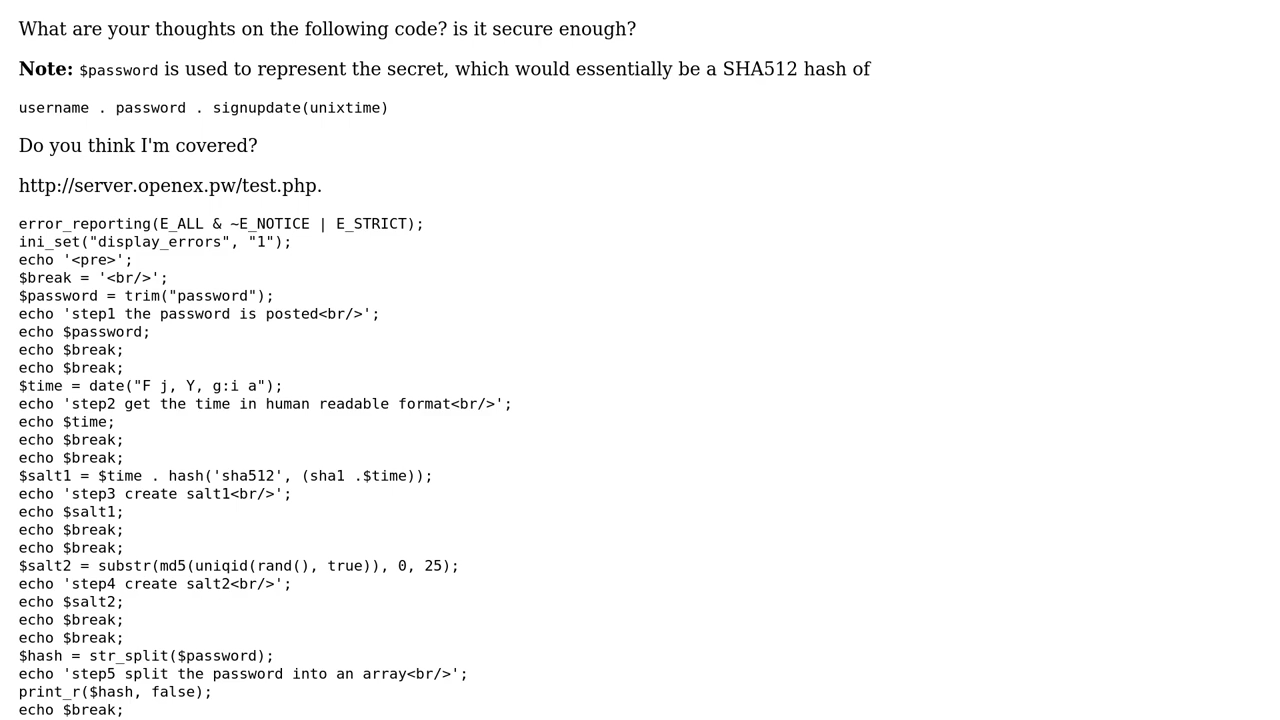 What are your thoughts on the following code? is it secure enough?
Note: $password is used to represent the secret, which would essentially be a SHA512 hash of
username . password . signupdate(unixtime)
Do you think I'm covered?
http://server.openex.pw/test.php.
error_reporting(E_ALL & ~E_NOTICE | E_STRICT);
ini_set("display_errors", "1");
echo '<pre>';
$break = '<br/>';
$password = trim("password");
echo 'step1 the password is posted<br/>';
echo $password;
echo $break;
echo $break;
$time = date("F j, Y, g:i a");
echo 'step2 get the time in human readable format<br/>';
echo $time;
echo $break;
echo $break;
$salt1 = $time . hash('sha512', (sha1 .$time));
echo 'step3 create salt1<br/>';
echo $salt1;
echo $break;
echo $break;
$salt2 = substr(md5(uniqid(rand(), true)), 0, 25);
echo 'step4 create salt2<br/>';
echo $salt2;
echo $break;
echo $break;
$hash = str_split($password);
echo 'step5 split the password into an array<br/>';
print_r($hash, false);
echo $break;